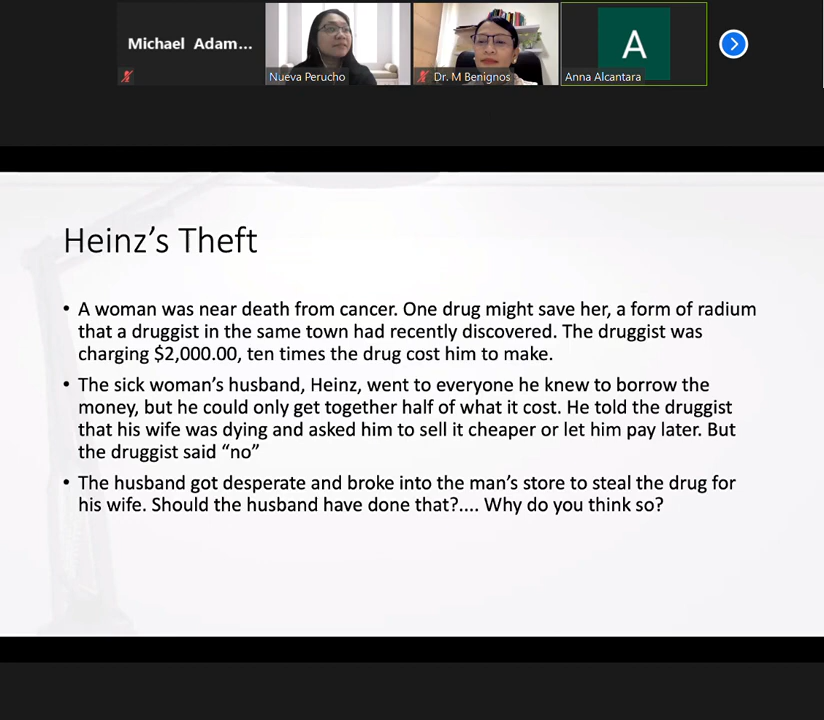 Michael Adam...
Nueva Perucho
Dr. M Benignos
A
Anna Alcantara
Heinz’s Theft
• A woman was near death from cancer. One drug might save her, a form of radium
that a druggist in the same town had recently discovered. The druggist was
charging $2,000.00, ten times the drug cost him to make.
• The sick woman’s husband, Heinz, went to everyone he knew to borrow the
money, but he could only get together half of what it cost. He told the druggist
that his wife was dying and asked him to sell it cheaper or let him pay later. But
the druggist said “no”
• The husband got desperate and broke into the man’s store to steal the drug for
his wife. Should the husband have done that?.... Why do you think so?